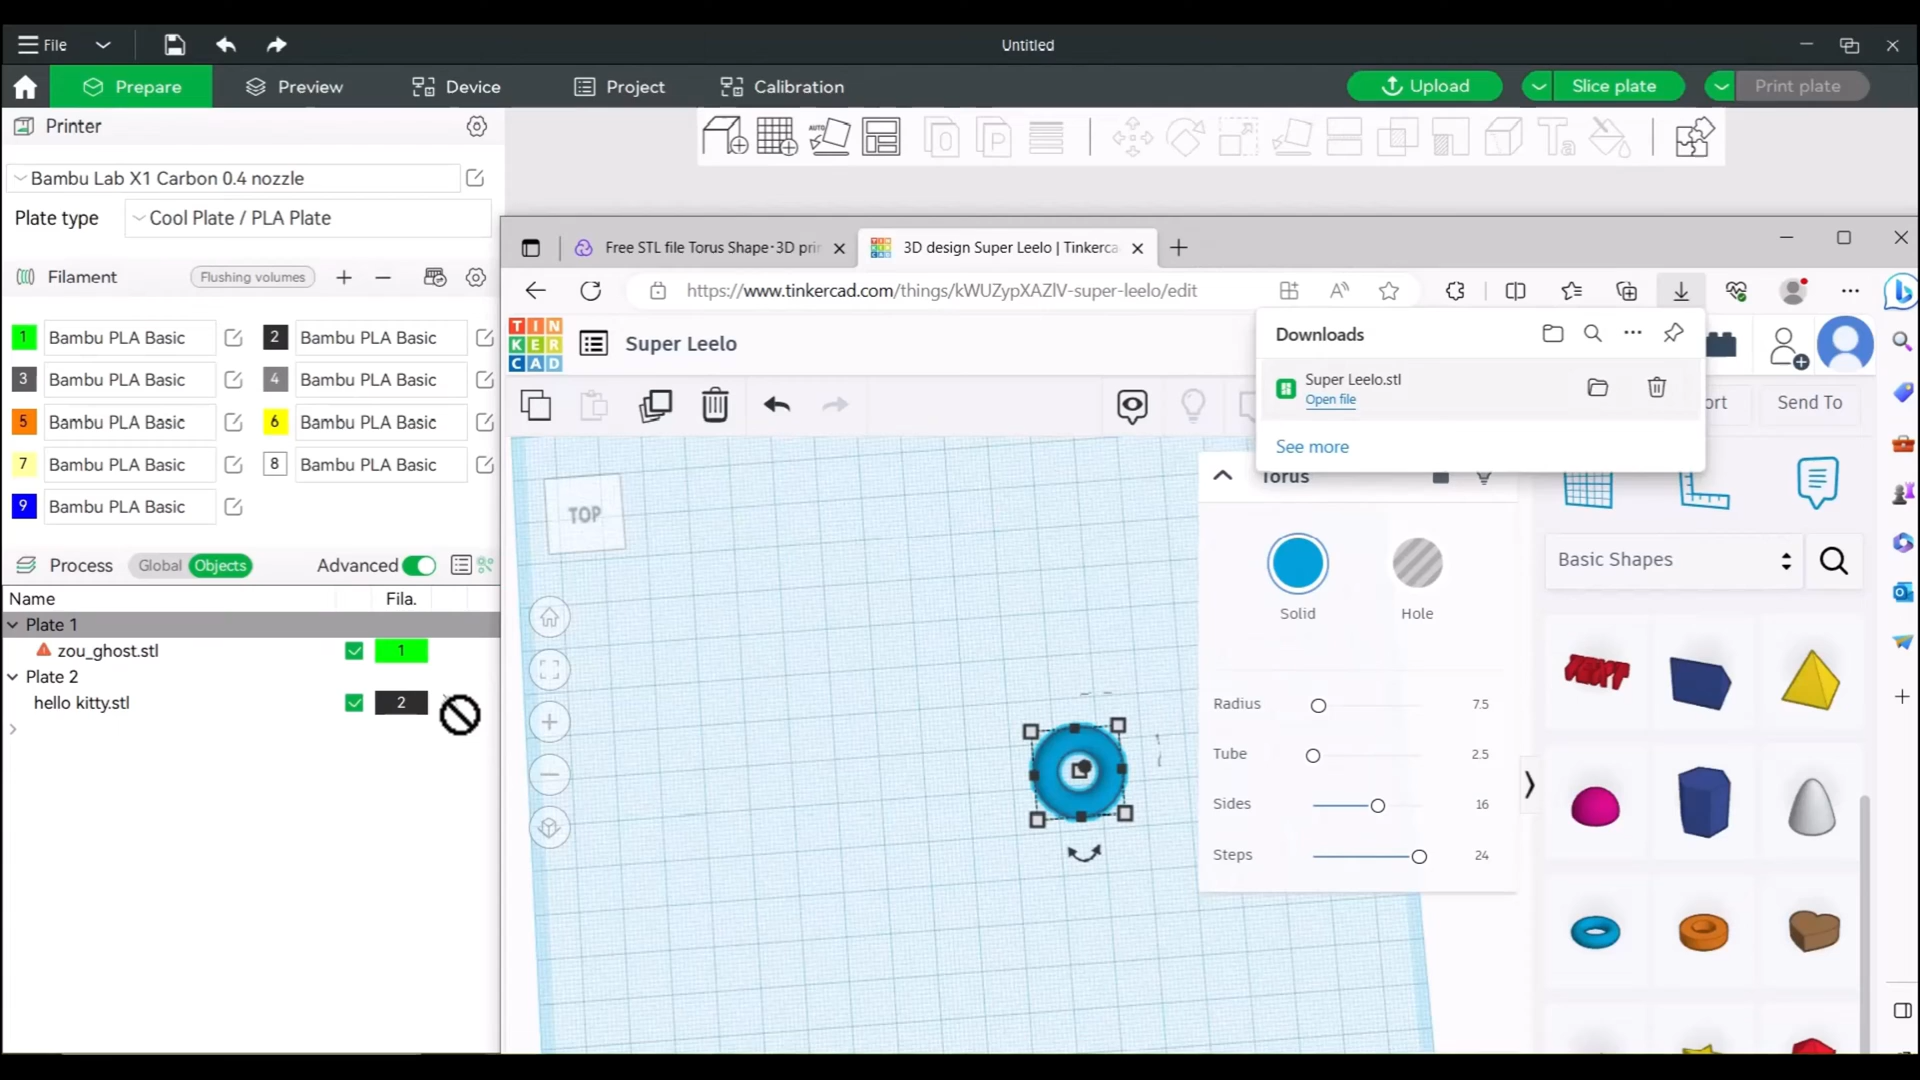 File
Untitled
Prepare
Preview
Device
Project
Calibration
Upload
Slice plate
Print plate
Printer
AUTO
Bambu Lab X1 Carbon 0.4 nozzle
Plate type
Cool Plate / PLA Plate
Filament
Flushing volumes
1 Bambu PLA Basic
2 Bambu PLA Basic
3 Bambu PLA Basic
4 Bambu PLA Basic
5 Bambu PLA Basic
6 Bambu PLA Basic
7 Bambu PLA Basic
8 Bambu PLA Basic
9 Bambu PLA Basic
Process
Global
Objects
Advanced
Name
Fila.
Plate 1
zou_ghost.stl
1
Plate 2
hello kitty.stl
2
Free STL file Torus Shape・3D pri
3D design Super Leelo | Tinkerca
https://www.tinkercad.com/things/kWUZypXAZlV-super-leelo/edit
TIN
KER
CAD
Super Leelo
Downloads
Super Leelo.stl
Open file
See more
ort
Send To
TOP
Torus
Solid
Hole
Radius
7.5
Tube
2.5
Sides
16
Steps
24
Basic Shapes
TEXT